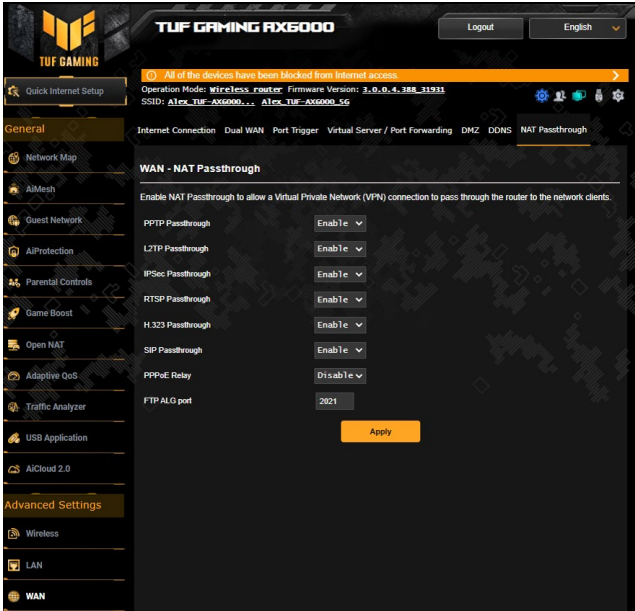 TUF GAMING AX6000
Logout
English
TUF GAMING
Quick Internet Setup
All of the devices have been blocked from Internet access.
Operation Mode: Wireless router Firmware Version: 3.0.0.4.388_31931
SSID: Alex_TUF-AX6000... Alex_TUF-AX6000_5G
General
Internet Connection Dual WAN Port Trigger Virtual Server / Port Forwarding DMZ DDNS NAT Passthrough
Network Map
AiMesh
Guest Network
AiProtection
Parental Controls
Game Boost
Open NAT
Adaptive QoS
Traffic Analyzer
USB Application
AiCloud 2.0
Advanced Settings
Wireless
LAN
WAN
WAN - NAT Passthrough
Enable NAT Passthrough to allow a Virtual Private Network (VPN) connection to pass through the router to the network clients.
PPTP Passthrough Enable
L2TP Passthrough Enable
IPSec Passthrough Enable
RTSP Passthrough Enable
H.323 Passthrough Enable
SIP Passthrough Enable
PPPoE Relay Disable
FTP ALG port 2021
Apply